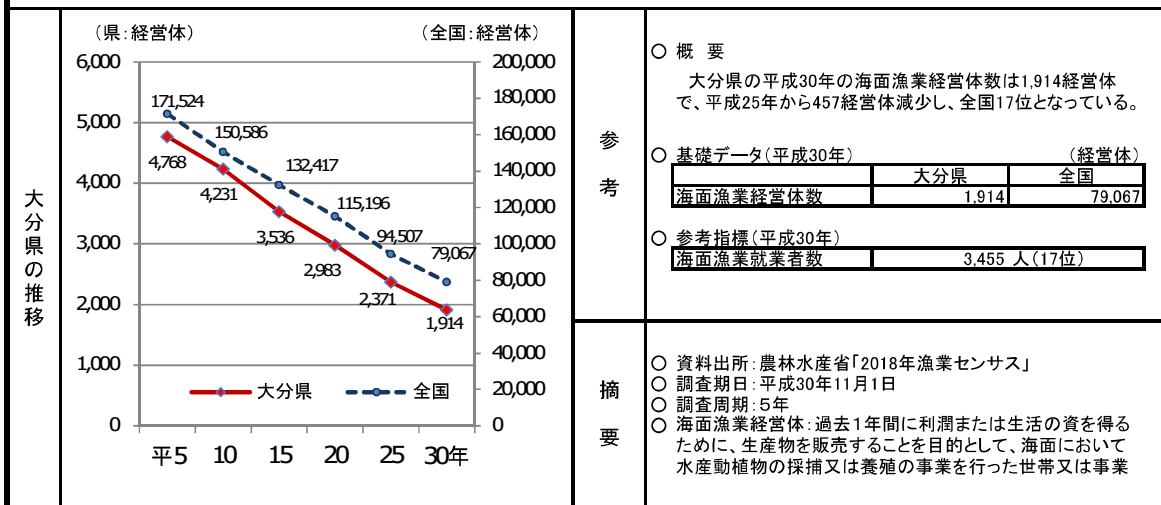 大分県の推移
（県：経営体）
（全国：経営体）
6,000
5,000
4,000
3,000
2,000
1,000
0
200,000
180,000
160,000
140,000
120,000
100,000
80,000
60,000
40,000
20,000
0
171,524
150,586
132,417
115,196
94,507
79,067
4,768
4,231
3,536
2,983
2,371
1,914
大分県
全国
平5 10 15 20 25 30年
参考
○ 概 要
大分県の平成30年の海面漁業経営体数は1,914経営体
で、平成25年から457経営体減少し、全国17位となっている。
○ 基礎データ（平成30年） （経営体）
大分県 全国
海面漁業経営体数 1,914 79,067
○ 参考指標（平成30年）
海面漁業就業者数 3,455 人（17位）
摘要
○ 資料出所：農林水産省「2018年漁業センサス」
○ 調査期日：平成30年11月1日
○ 調査周期：５年
○ 海面漁業経営体：過去１年間に利潤または生活の資を得る
ために、生産物を販売することを目的として、海面において
水産動植物の採捕又は養殖の事業を行った世帯又は事業